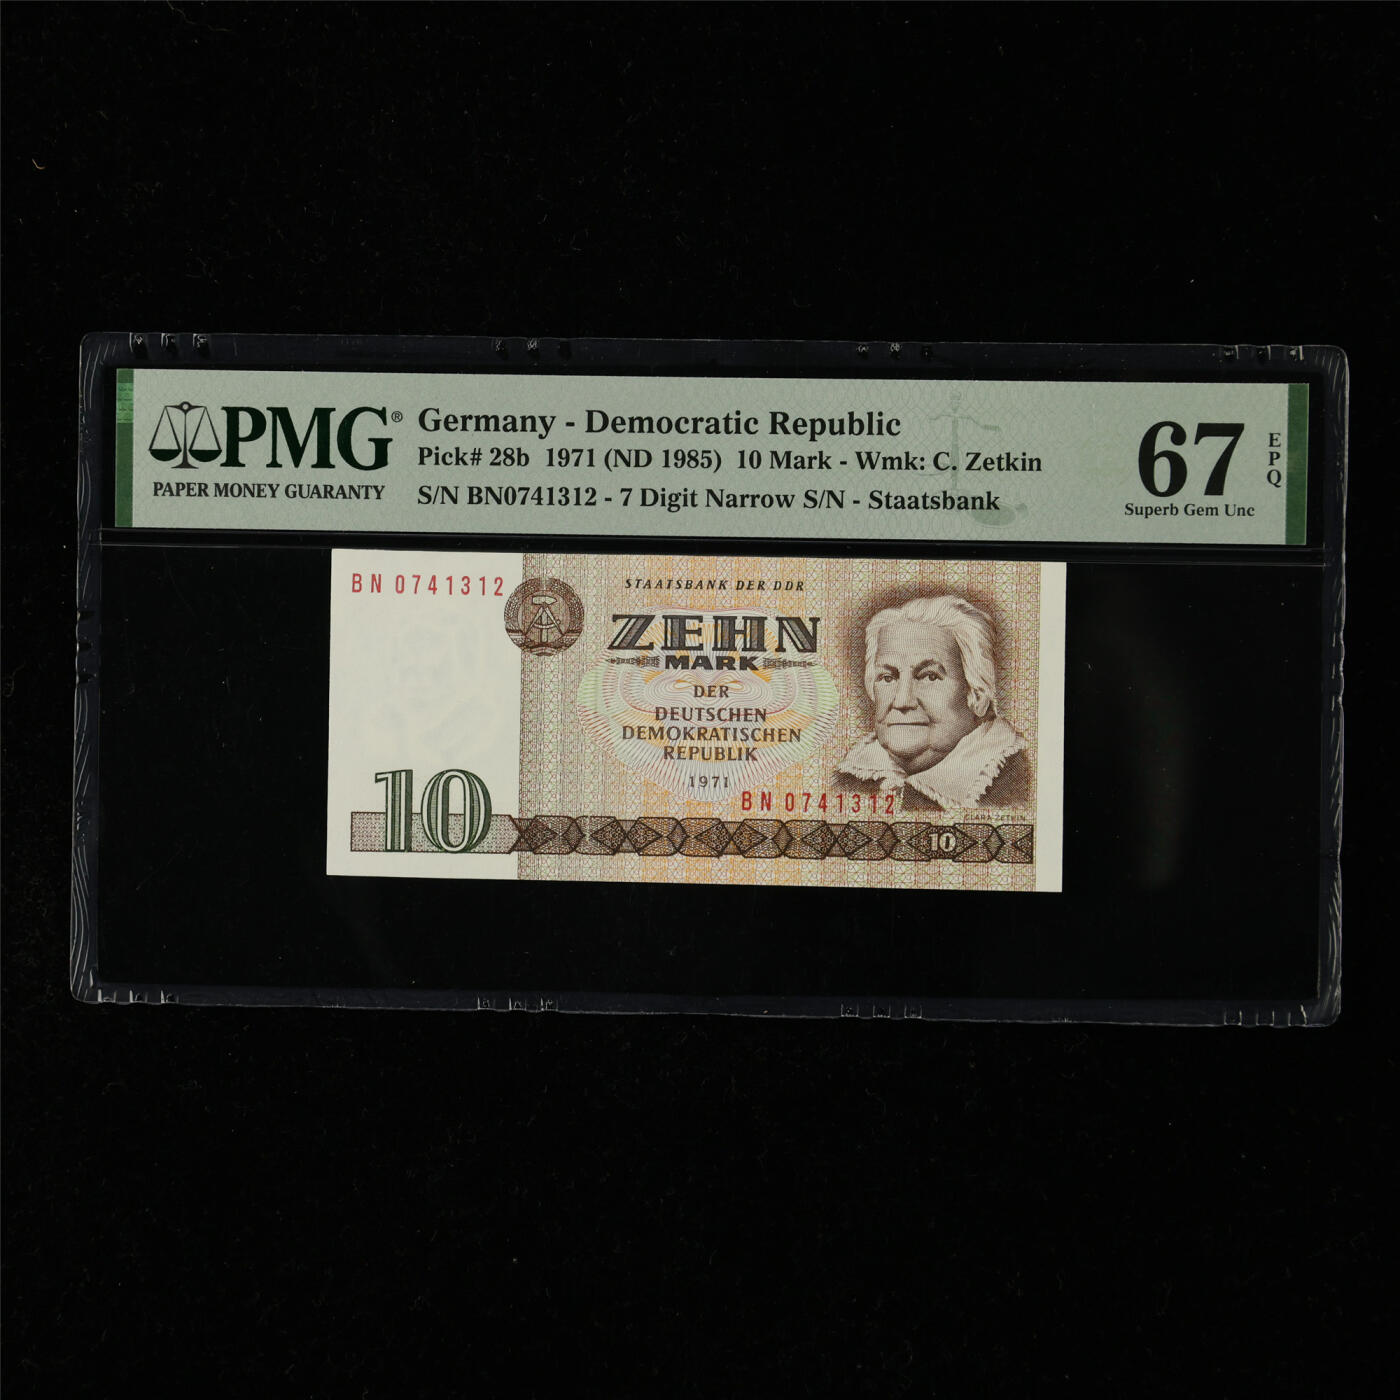 PMG®
PAPER MONEY GUARANTY
Germany - Democratic Republic
Pick# 28b 1971 (ND 1985) 10 Mark - Wmk: C. Zetkin
S/N BN0741312 - 7 Digit Narrow S/N - Staatsbank
67
EPQ
Superb Gem Unc
BN 0741312
STAATSBANK DER DDR
ZEHN
MARK
DER
DEUTSCHEN
DEMOKRATISCHEN
REPUBLIK
1971
BN 0741312
CLARA ZETKIN
10
10